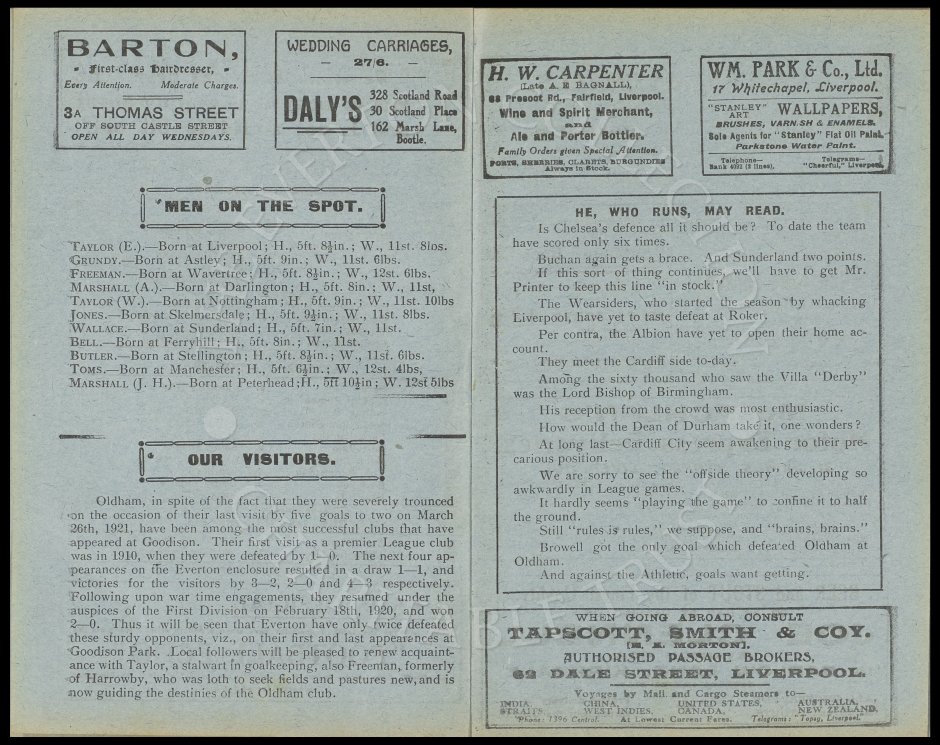 BARTON,
First-class Hairdresser,
Every Attention. Moderate Charges.
3A THOMAS STREET
OFF SOUTH CASTLE STREET
OPEN ALL DAY WEDNESDAYS.
WEDDING CARRIAGES,
— 27/6. —
DALY'S
328 Scotland Road
30 Scotland Place
162 Marsh Lane,
Bootle.
MEN ON THE SPOT.
TAYLOR (E.).—Born at Liverpool; H., 5ft. 8½in.; W., 11st. 8lbs.
GRUNDY.—Born at Astley; H., 5ft. 9in.; W., 11st. 6lbs.
FREEMAN.—Born at Wavertree; H., 5ft. 8½in.; W., 12st. 6lbs.
MARSHALL (A.).—Born at Darlington; H., 5ft. 8in.; W., 11st,
TAYLOR (W.).—Born at Nottingham; H., 5ft. 9in.; W., 11st. 10lbs
JONES.—Born at Skelmersdale; H., 5ft. 9½in.; W., 11st. 8lbs.
WALLACE.—Born at Sunderland; H., 5ft. 7in.; W., 11st.
BELL.—Born at Ferryhill; H., 5ft. 8in., W., 11st.
BUTLER.—Born at Stellington; H., 5ft. 8½in.; W., 11st. 6lbs.
TOMS.—Born at Manchester; H., 5ft. 6½in.; W., 12st. 4lbs,
MARSHALL (J. H.).—Born at Peterhead; H., 5ft 10½in; W. 12st 5lbs
OUR VISITORS.
Oldham, in spite of the fact that they were severely trounced
on the occasion of their last visit by five goals to two on March
26th, 1921, have been among the most successful clubs that have
appeared at Goodison. Their first visit as a premier League club
was in 1910, when they were defeated by 1—0. The next four ap-
pearances on the Everton enclosure resulted in a draw 1—1, and
victories for the visitors by 3—2, 2—0 and 4—3 respectively.
Following upon war time engagements, they resumed under the
auspices of the First Division on February 18th, 1920, and won
2—0. Thus it will be seen that Everton have only twice defeated
these sturdy opponents, viz., on their first and last appearances at
Goodison Park. Local followers will be pleased to renew acquaint-
ance with Taylor, a stalwart in goalkeeping, also Freeman, formerly
of Harrowby, who was loth to seek fields and pastures new, and is
now guiding the destinies of the Oldham club.
H. W. CARPENTER
(Late A. E BAGNALL),
88 Prescot Rd., Fairfield, Liverpool.
Wine and Spirit Merchant,
and
Ale and Porter Bottler.
Family Orders given Special Attention.
PORTS, SHERRIES, CLARETS, BURGUNDIES
Always in Stock.
WM. PARK & Co., Ltd.
17 Whitechapel, Liverpool.
"STANLEY" ART WALLPAPERS,
BRUSHES, VARN.SH & ENAMELS.
Sole Agents for "Stanley" Flat Oil Paint.
Parkstone Water Paint.
Telephone— Telegrams—
Bank 4092 (2 lines). "Cheerful," Liverpool
HE, WHO RUNS, MAY READ.
Is Chelsea's defence all it should be? To date the team
have scored only six times.
Buchan again gets a brace. And Sunderland two points.
If this sort of thing continues, we'll have to get Mr.
Printer to keep this line "in stock."
The Wearsiders, who started the season by whacking
Liverpool, have yet to taste defeat at Roker.
Per contra, the Albion have yet to open their home ac-
count.
They meet the Cardiff side to-day.
Among the sixty thousand who saw the Villa "Derby"
was the Lord Bishop of Birmingham.
His reception from the crowd was most enthusiastic.
How would the Dean of Durham take it, one wonders?
At long last—Cardiff City seem awakening to their pre-
carious position.
We are sorry to see the "offside theory" developing so
awkwardly in League games.
It hardly seems "playing the game" to confine it to half
the ground.
Still "rules is rules," we suppose, and "brains, brains."
Browell got the only goal which defeated Oldham at
Oldham.
And against the Athletic, goals want getting.
WHEN GOING ABROAD, CONSULT
TAPSCOTT, SMITH & COY.
AUTHORISED PASSAGE BROKERS,
62 DALE STREET, LIVERPOOL.
Voyages by Mail and Cargo Steamers to—
INDIA, CHINA, UNITED STATES, AUSTRALIA,
STRAITS, WEST INDIES, CANADA, NEW ZEALAND.
'Phone: 7396 Central. At Lowest Current Fares. Telegrams: "Topsy, Liverpool."